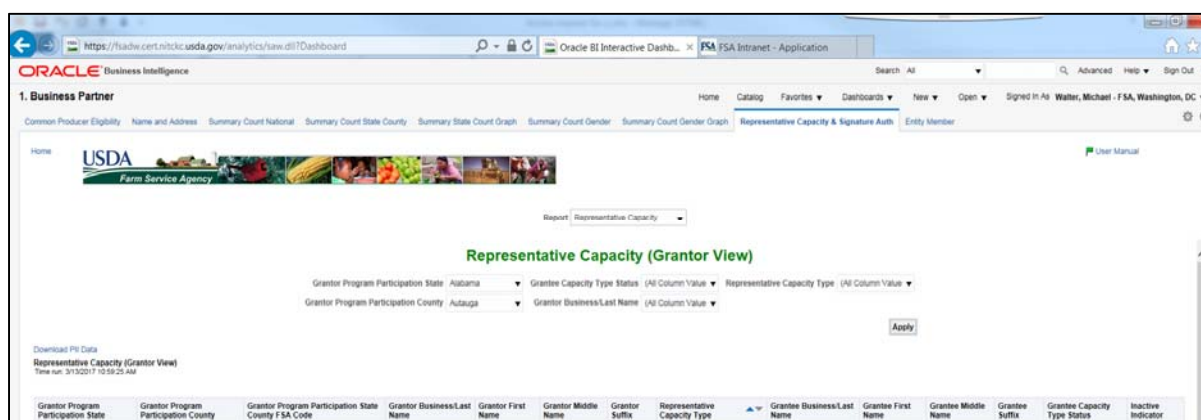 https://fsadw.cert.nitckc.usda.gov/analytics/saw.dll?Dashboard
Oracle BI Interactive Dashb...
FSA FSA Intranet - Application
ORACLE Business Intelligence
Search All
Advanced Help Sign Out
1. Business Partner
Home Catalog Favorites Dashboards New Open Signed In As Walter, Michael - FSA, Washington, DC
Common Producer Eligibility Name and Address Summary Count National Summary Count State County Summary State Count Graph Summary Count Gender Summary Count Gender Graph Representative Capacity & Signature Auth Entity Member
Home
USDA
Farm Service Agency
User Manual
Report Representative Capacity
Representative Capacity (Grantor View)
Grantor Program Participation State Alabama Grantee Capacity Type Status (All Column Value Representative Capacity Type (All Column Value
Grantor Program Participation County Autauga Grantor Business/Last Name (All Column Value
Apply
Download PII Data
Representative Capacity (Grantor View)
Time run: 3/13/2017 10:59:25 AM
Grantor Program Participation State
Grantor Program Participation County
Grantor Program Participation State County FSA Code
Grantor Business/Last Name
Grantor First Name
Grantor Middle Name
Grantor Suffix
Representative Capacity Type
Grantee Business/Last Name
Grantee First Name
Grantee Middle Name
Grantee Suffix
Grantee Capacity Type Status
Inactive Indicator